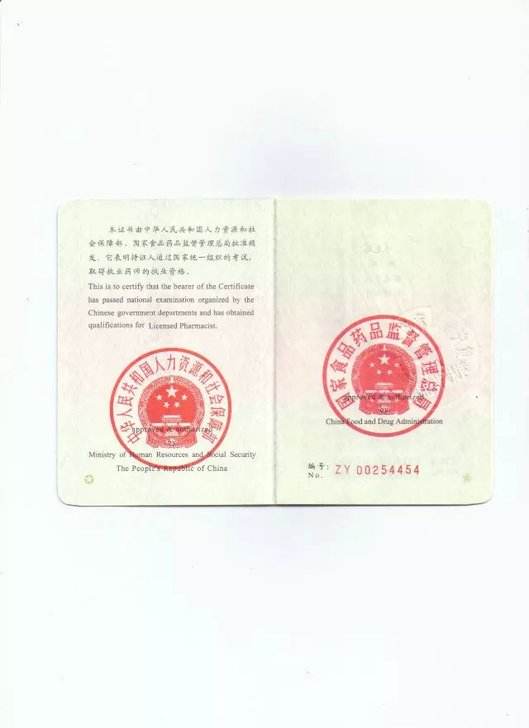 本证书由中华人民共和国人力资源和社
会保障部、国家食品药品监督管理总局批准颁
发。它表明持证人通过国家统一组织的考试，
取得执业药师的执业资格。
This is to certify that the bearer of the Certificate
has passed national examination organized by the
Chinese government departments and has obtained
qualifications for Licensed Pharmacist.
中华人民共和国人力资源和社会保障部
approved & authorized
by
Ministry of Human Resources and Social Security
The People's Republic of China
国家食品药品监督管理总局
approved & authorized
by
China Food and Drug Administration
编号: ZY 00254454
No.